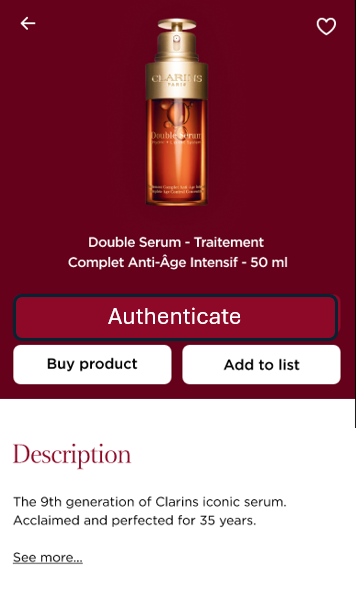 CLARINS
PARIS
Double Serum
Double Serum - Traitement
Complet Anti-Âge Intensif - 50 ml
Authenticate
Buy product
Add to list
Description
The 9th generation of Clarins iconic serum.
Acclaimed and perfected for 35 years.
See more...